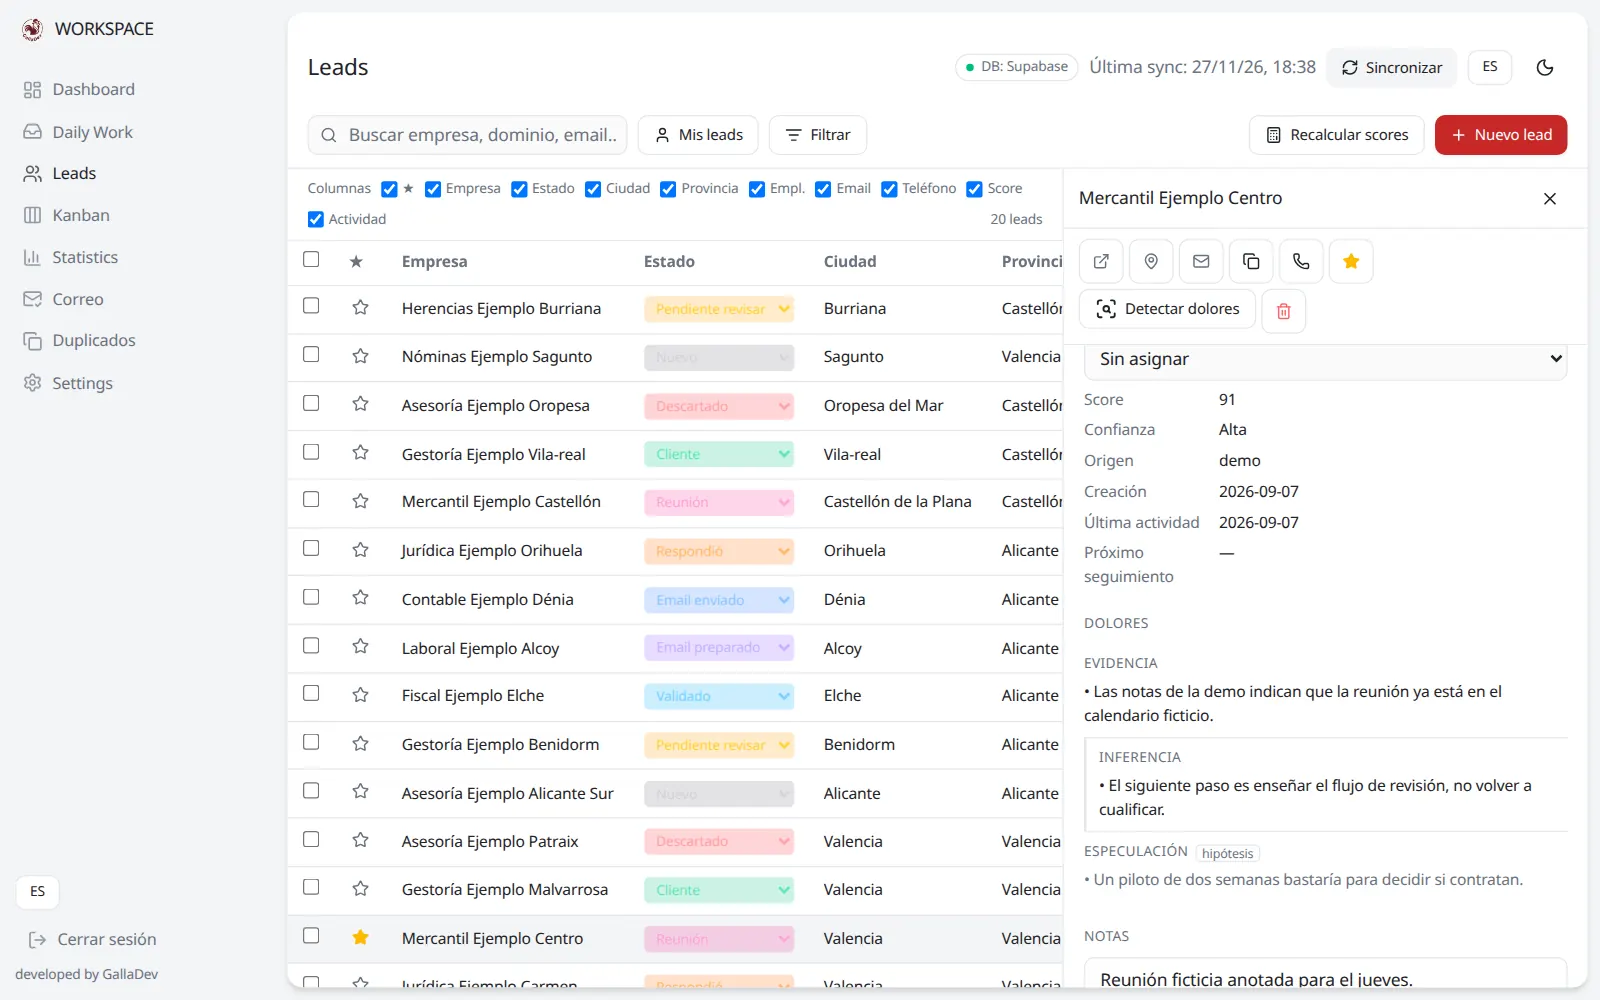 WORKSPACE
Dashboard
Daily Work
Leads
Kanban
Statistics
Correo
Duplicados
Settings
ES
Cerrar sesión
developed by GallaDev
Leads
DB: Supabase
Última sync: 27/11/26, 18:38
Sincronizar
ES
Buscar empresa, dominio, email..
Mis leads
Filtrar
Recalcular scores
Nuevo lead
Columnas ★ Empresa Estado Ciudad Provincia Empl. Email Teléfono Score
Actividad 20 leads
★ Empresa Estado Ciudad Provinci
Herencias Ejemplo Burriana Pendiente revisar Burriana Castellón
Nóminas Ejemplo Sagunto Nuevo Sagunto Valencia
Asesoría Ejemplo Oropesa Descartado Oropesa del Mar Castellón
Gestoría Ejemplo Vila-real Cliente Vila-real Castellón
Mercantil Ejemplo Castellón Reunión Castellón de la Plana Castellón
Jurídica Ejemplo Orihuela Respondió Orihuela Alicante
Contable Ejemplo Dénia Email enviado Dénia Alicante
Laboral Ejemplo Alcoy Email preparado Alcoy Alicante
Fiscal Ejemplo Elche Validado Elche Alicante
Gestoría Ejemplo Benidorm Pendiente revisar Benidorm Alicante
Asesoría Ejemplo Alicante Sur Nuevo Alicante Alicante
Asesoría Ejemplo Patraix Descartado Valencia Valencia
Gestoría Ejemplo Malvarrosa Cliente Valencia Valencia
Mercantil Ejemplo Centro Reunión Valencia Valencia
Jurídica Ejemplo Carmen Respondió Valencia Valencia
Mercantil Ejemplo Centro
Detectar dolores
Sin asignar
Score 91
Confianza Alta
Origen demo
Creación 2026-09-07
Última actividad 2026-09-07
Próximo —
seguimiento
DOLORES
EVIDENCIA
• Las notas de la demo indican que la reunión ya está en el
calendario ficticio.
INFERENCIA
• El siguiente paso es enseñar el flujo de revisión, no volver a
cualificar.
ESPECULACIÓN hipótesis
• Un piloto de dos semanas bastaría para decidir si contratan.
NOTAS
Reunión ficticia anotada para el jueves.